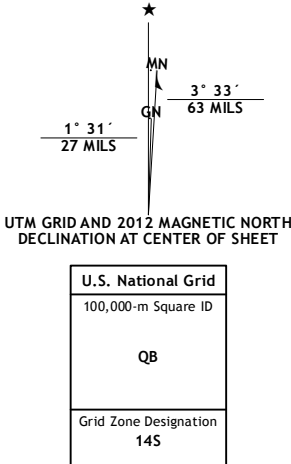 ★
MN
3° 33´
63 MILS
GN
1° 31´
27 MILS
UTM GRID AND 2012 MAGNETIC NORTH
DECLINATION AT CENTER OF SHEET
U.S. National Grid
100,000-m Square ID
QB
Grid Zone Designation
14S